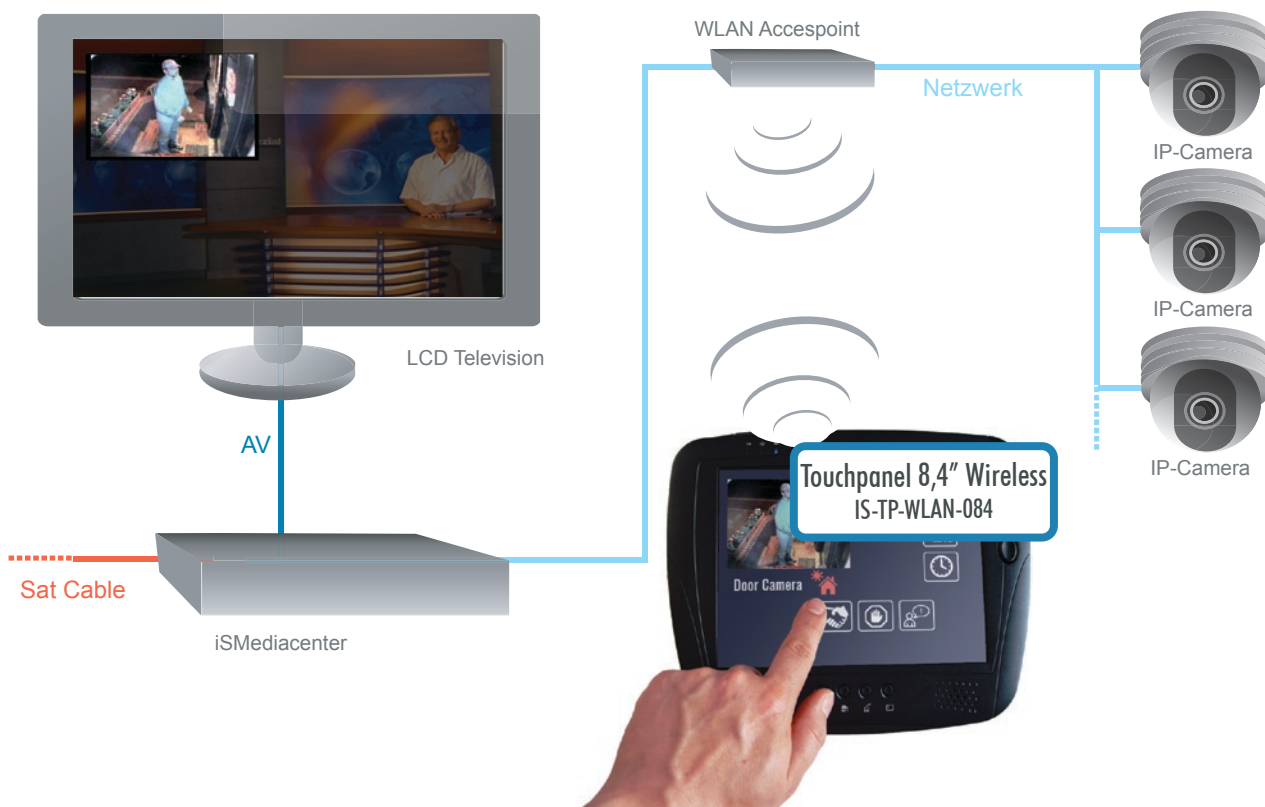 WLAN Accespoint
Netzwerk
IP-Camera
IP-Camera
LCD Television
AV
IP-Camera
Touchpanel 8,4” Wireless
IS-TP-WLAN-084
Door Camera
Sat Cable
iSMediacenter